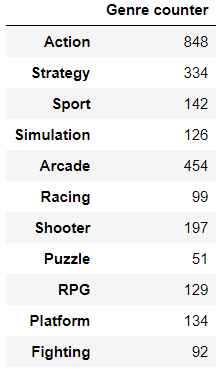 Genre counter
Action 848
Strategy 334
Sport 142
Simulation 126
Arcade 454
Racing 99
Shooter 197
Puzzle 51
RPG 129
Platform 134
Fighting 92